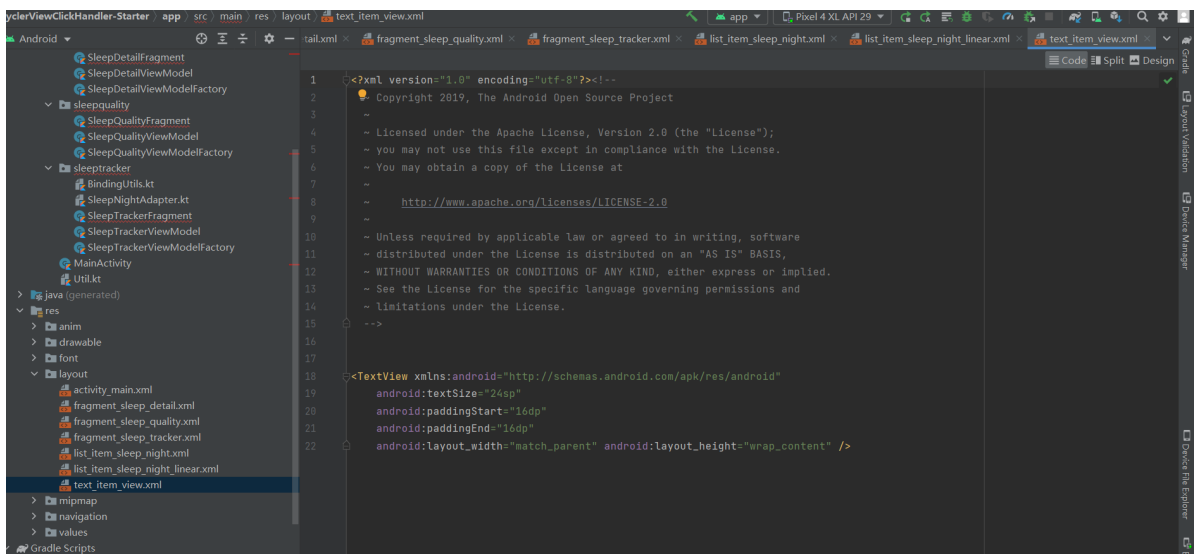 yclerViewClickHandler-Starter app src main res layout text_item_view.xml
app Pixel 4 XL API 29
Android
tail.xml fragment_sleep_quality.xml fragment_sleep_tracker.xml list_item_sleep_night.xml list_item_sleep_night_linear.xml text_item_view.xml
Code Split Design
SleepDetailFragment
SleepDetailViewModel
SleepDetailViewModelFactory
sleepquality
SleepQualityFragment
SleepQualityViewModel
SleepQualityViewModelFactory
sleeptracker
BindingUtils.kt
SleepNightAdapter.kt
SleepTrackerFragment
SleepTrackerViewModel
SleepTrackerViewModelFactory
MainActivity
Util.kt
java (generated)
res
anim
drawable
font
layout
activity_main.xml
fragment_sleep_detail.xml
fragment_sleep_quality.xml
fragment_sleep_tracker.xml
list_item_sleep_night.xml
list_item_sleep_night_linear.xml
text_item_view.xml
mipmap
navigation
values
Gradle Scripts
1 <?xml version="1.0" encoding="utf-8"?><!--
2 ~ Copyright 2019, The Android Open Source Project
3 ~
4 ~ Licensed under the Apache License, Version 2.0 (the "License");
5 ~ you may not use this file except in compliance with the License.
6 ~ You may obtain a copy of the License at
7 ~
8 ~ http://www.apache.org/licenses/LICENSE-2.0
9 ~
10 ~ Unless required by applicable law or agreed to in writing, software
11 ~ distributed under the License is distributed on an "AS IS" BASIS,
12 ~ WITHOUT WARRANTIES OR CONDITIONS OF ANY KIND, either express or implied.
13 ~ See the License for the specific language governing permissions and
14 ~ limitations under the License.
15 -->
16
17
18 <TextView xmlns:android="http://schemas.android.com/apk/res/android"
19 android:textSize="24sp"
20 android:paddingStart="16dp"
21 android:paddingEnd="16dp"
22 android:layout_width="match_parent" android:layout_height="wrap_content" />
Gradle
Layout Validation
Device Manager
Device File Explorer